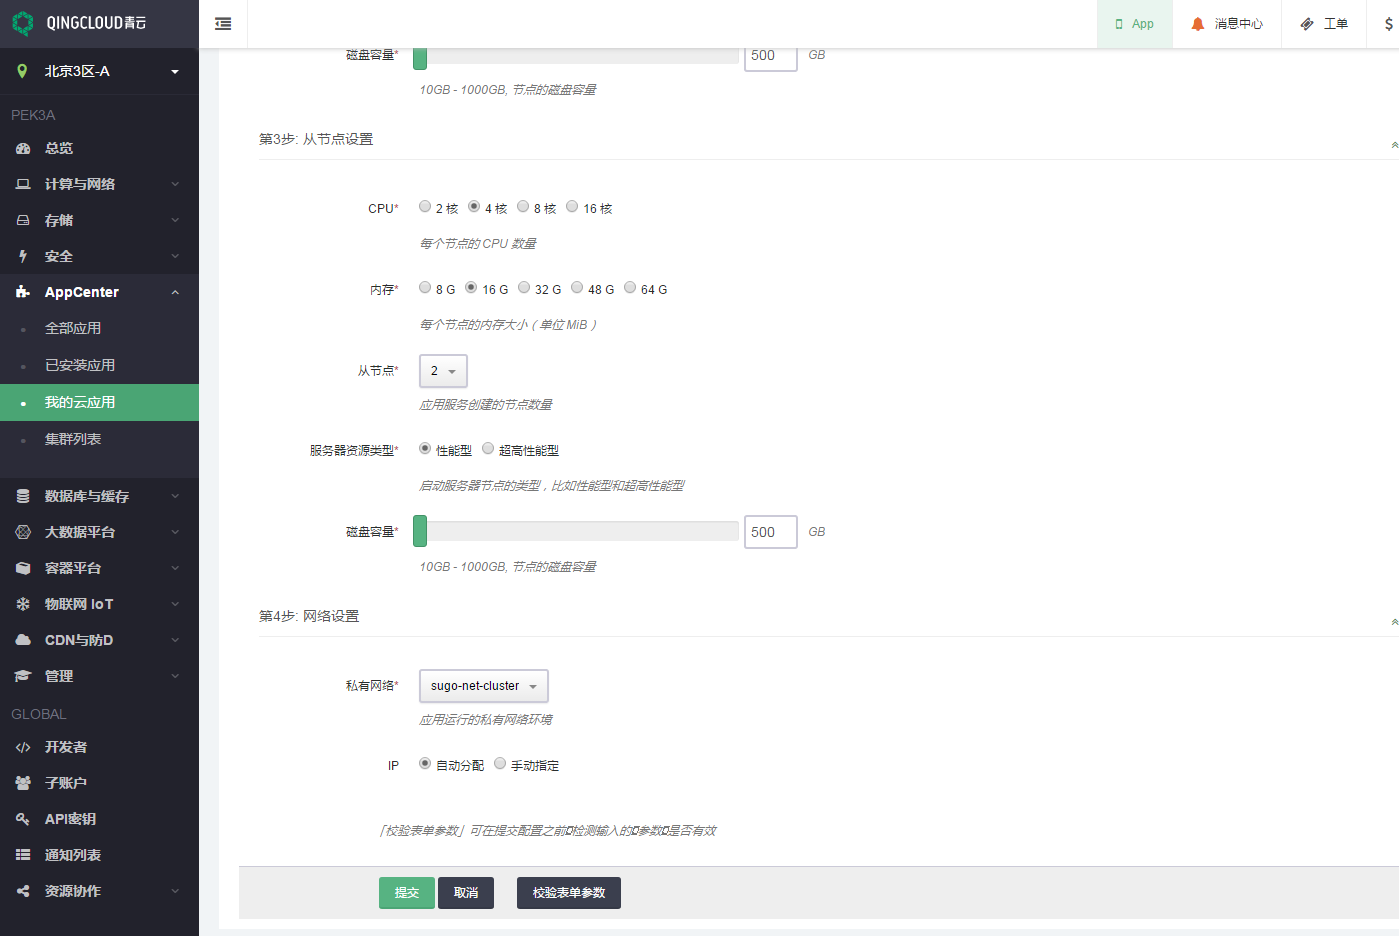 QINGCLOUD青云
App
消息中心
工单
$
北京3区-A
PEK3A
总览
计算与网络
存储
安全
AppCenter
全部应用
已安装应用
我的云应用
集群列表
数据库与缓存
大数据平台
容器平台
物联网 IoT
CDN与防D
管理
GLOBAL
开发者
子账户
API密钥
通知列表
资源协作
磁盘容量* 500 GB
10GB - 1000GB, 节点的磁盘容量
第3步: 从节点设置
CPU* 2 核 4 核 8 核 16 核
每个节点的 CPU 数量
内存* 8 G 16 G 32 G 48 G 64 G
每个节点的内存大小（单位 MiB）
从节点* 2
应用服务创建的节点数量
服务器资源类型* 性能型 超高性能型
启动服务器节点的类型，比如性能型和超高性能型
磁盘容量* 500 GB
10GB - 1000GB, 节点的磁盘容量
第4步: 网络设置
私有网络* sugo-net-cluster
应用运行的私有网络环境
IP 自动分配 手动指定
「校验表单参数」可在提交配置之前检测输入的参数是否有效
提交 取消 校验表单参数